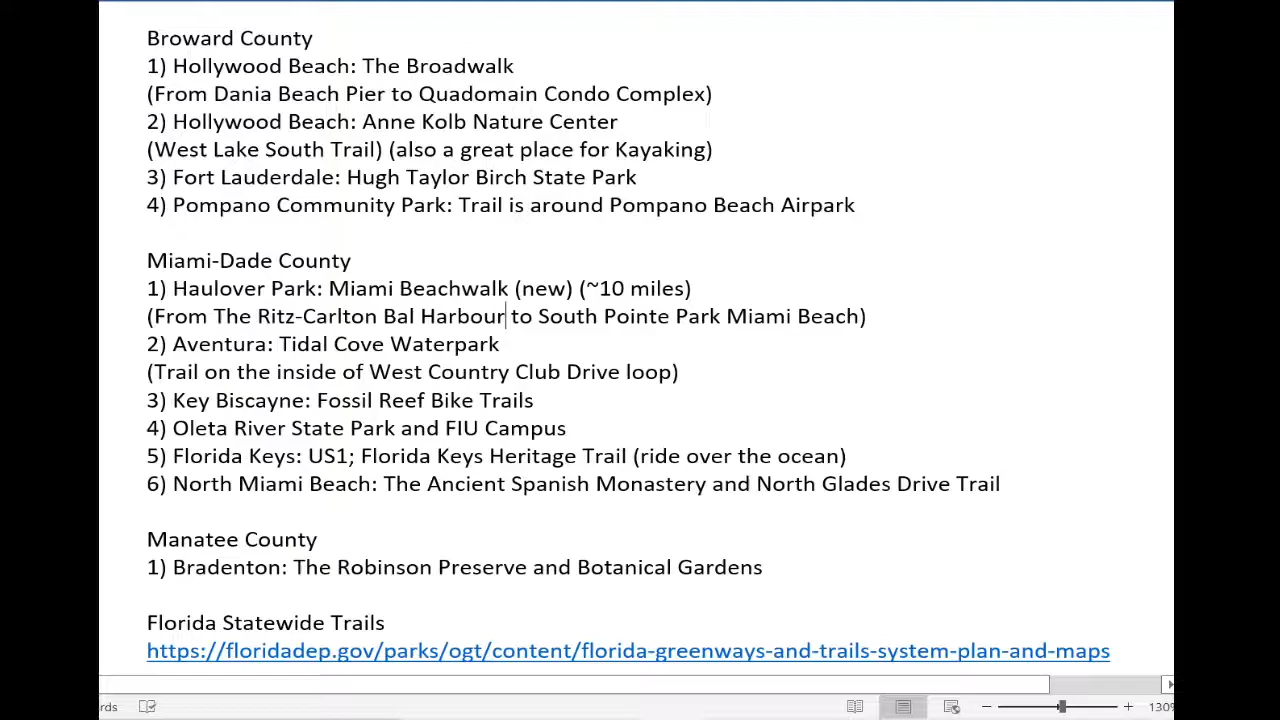 Broward County
1) Hollywood Beach: The Broadwalk
(From Dania Beach Pier to Quadomain Condo Complex)
2) Hollywood Beach: Anne Kolb Nature Center
(West Lake South Trail) (also a great place for Kayaking)
3) Fort Lauderdale: Hugh Taylor Birch State Park
4) Pompano Community Park: Trail is around Pompano Beach Airpark
Miami-Dade County
1) Haulover Park: Miami Beachwalk (new) (~10 miles)
(From The Ritz-Carlton Bal Harbour to South Pointe Park Miami Beach)
2) Aventura: Tidal Cove Waterpark
(Trail on the inside of West Country Club Drive loop)
3) Key Biscayne: Fossil Reef Bike Trails
4) Oleta River State Park and FIU Campus
5) Florida Keys: US1; Florida Keys Heritage Trail (ride over the ocean)
6) North Miami Beach: The Ancient Spanish Monastery and North Glades Drive Trail
Manatee County
1) Bradenton: The Robinson Preserve and Botanical Gardens
Florida Statewide Trails
https://floridadep.gov/parks/ogt/content/florida-greenways-and-trails-system-plan-and-maps
rds 130%